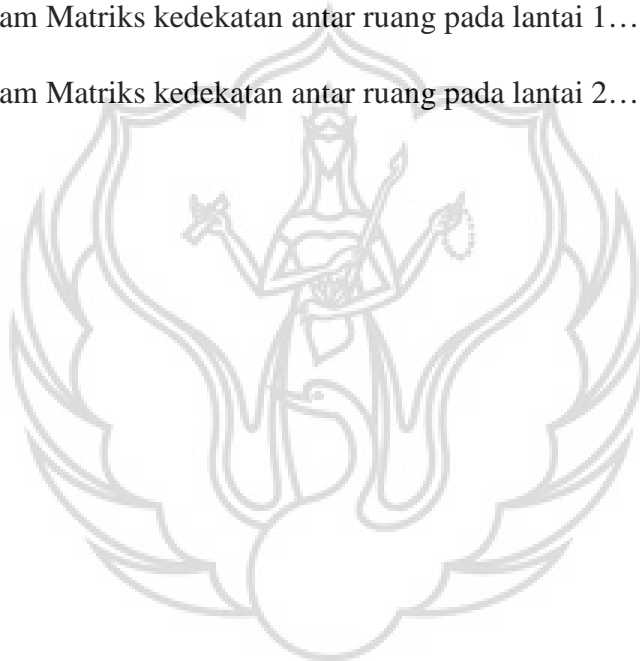 am Matriks kedekatan antar ruang pada lantai 1…
am Matriks kedekatan antar ruang pada lantai 2…